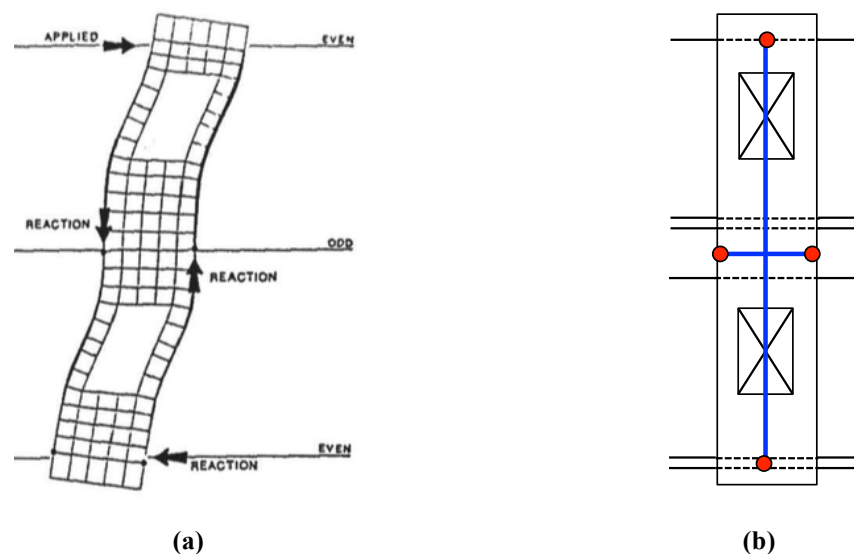 APPLIED
EVEN
REACTION
ODD
REACTION
EVEN
REACTION
(a)
(b)